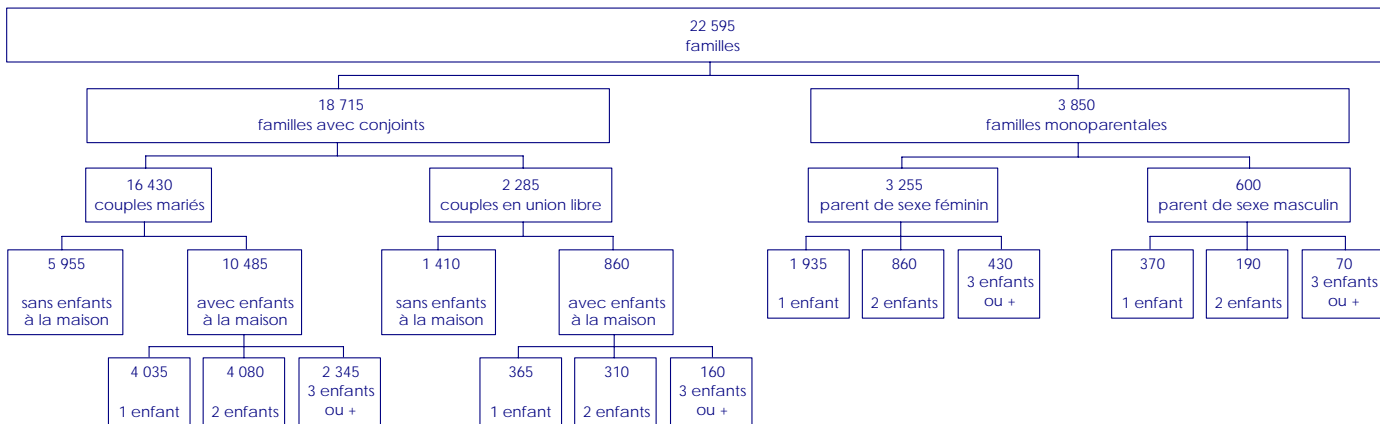 22 595
familles
18 715
familles avec conjoints
3 850
familles monoparentales
16 430
couples mariés
2 285
couples en union libre
3 255
parent de sexe féminin
600
parent de sexe masculin
5 955
sans enfants
à la maison
10 485
avec enfants
à la maison
1 410
sans enfants
à la maison
860
avec enfants
à la maison
1 935
1 enfant
860
2 enfants
430
3 enfants
ou +
370
1 enfant
190
2 enfants
70
3 enfants
ou +
4 035
1 enfant
4 080
2 enfants
2 345
3 enfants
ou +
365
1 enfant
310
2 enfants
160
3 enfants
ou +